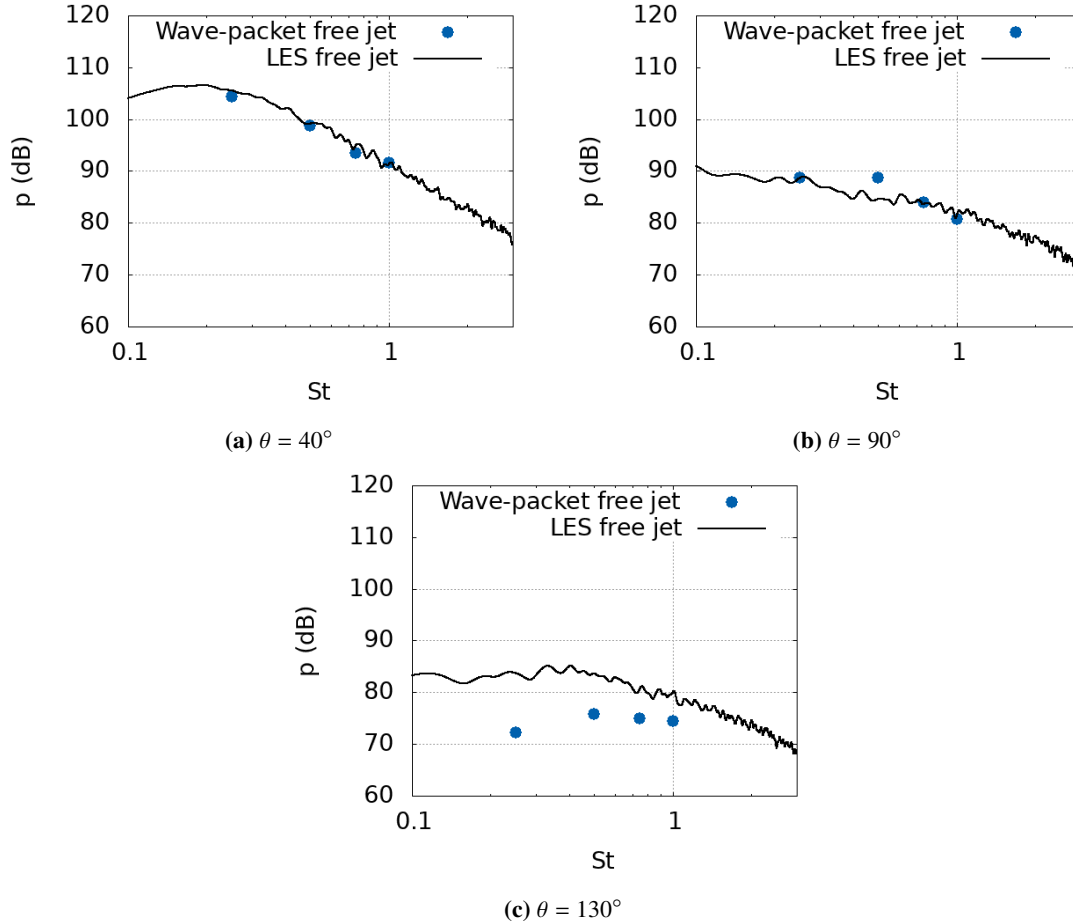 120
110
100
90
80
70
60
p (dB)
Wave-packet free jet
LES free jet
0.1
1
St
(a) θ = 40°
120
110
100
90
80
70
60
p (dB)
Wave-packet free jet
LES free jet
0.1
1
St
(b) θ = 90°
120
110
100
90
80
70
60
p (dB)
Wave-packet free jet
LES free jet
0.1
1
St
(c) θ = 130°